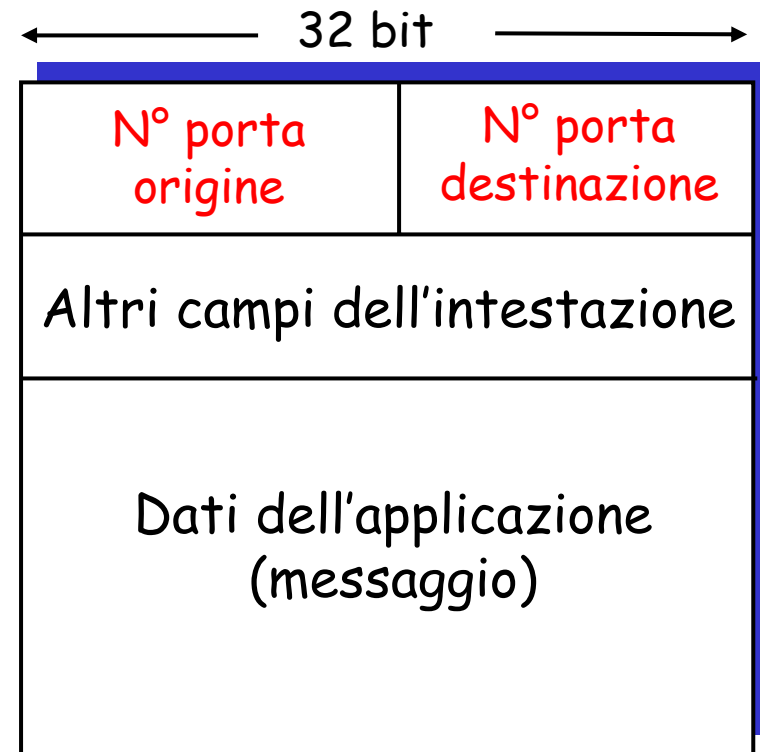 32 bit
N° porta
origine
N° porta
destinazione
Altri campi dell’intestazione
Dati dell’applicazione
(messaggio)